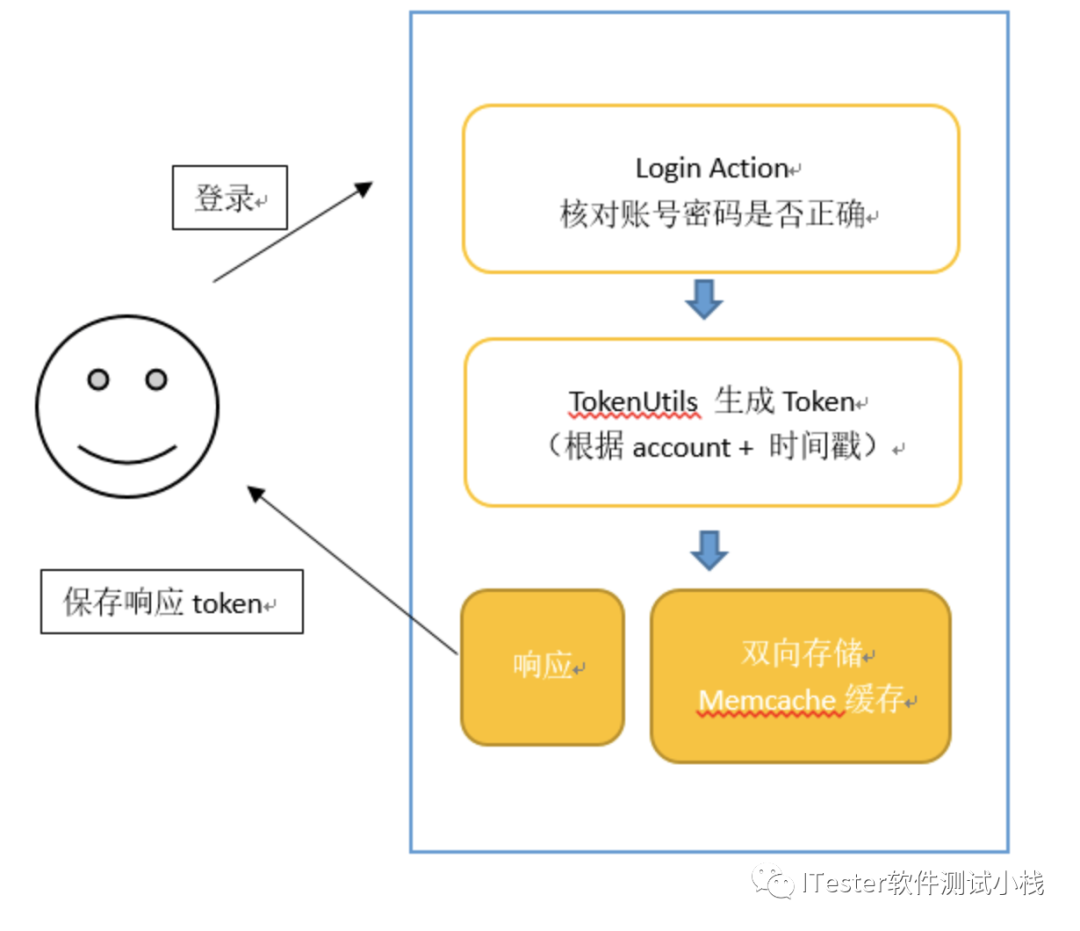 登录
Login Action
核对账号密码是否正确
TokenUtils 生成 Token
（根据 account + 时间戳）
保存响应 token
响应
双向存储
Memcache 缓存
ITester软件测试小栈